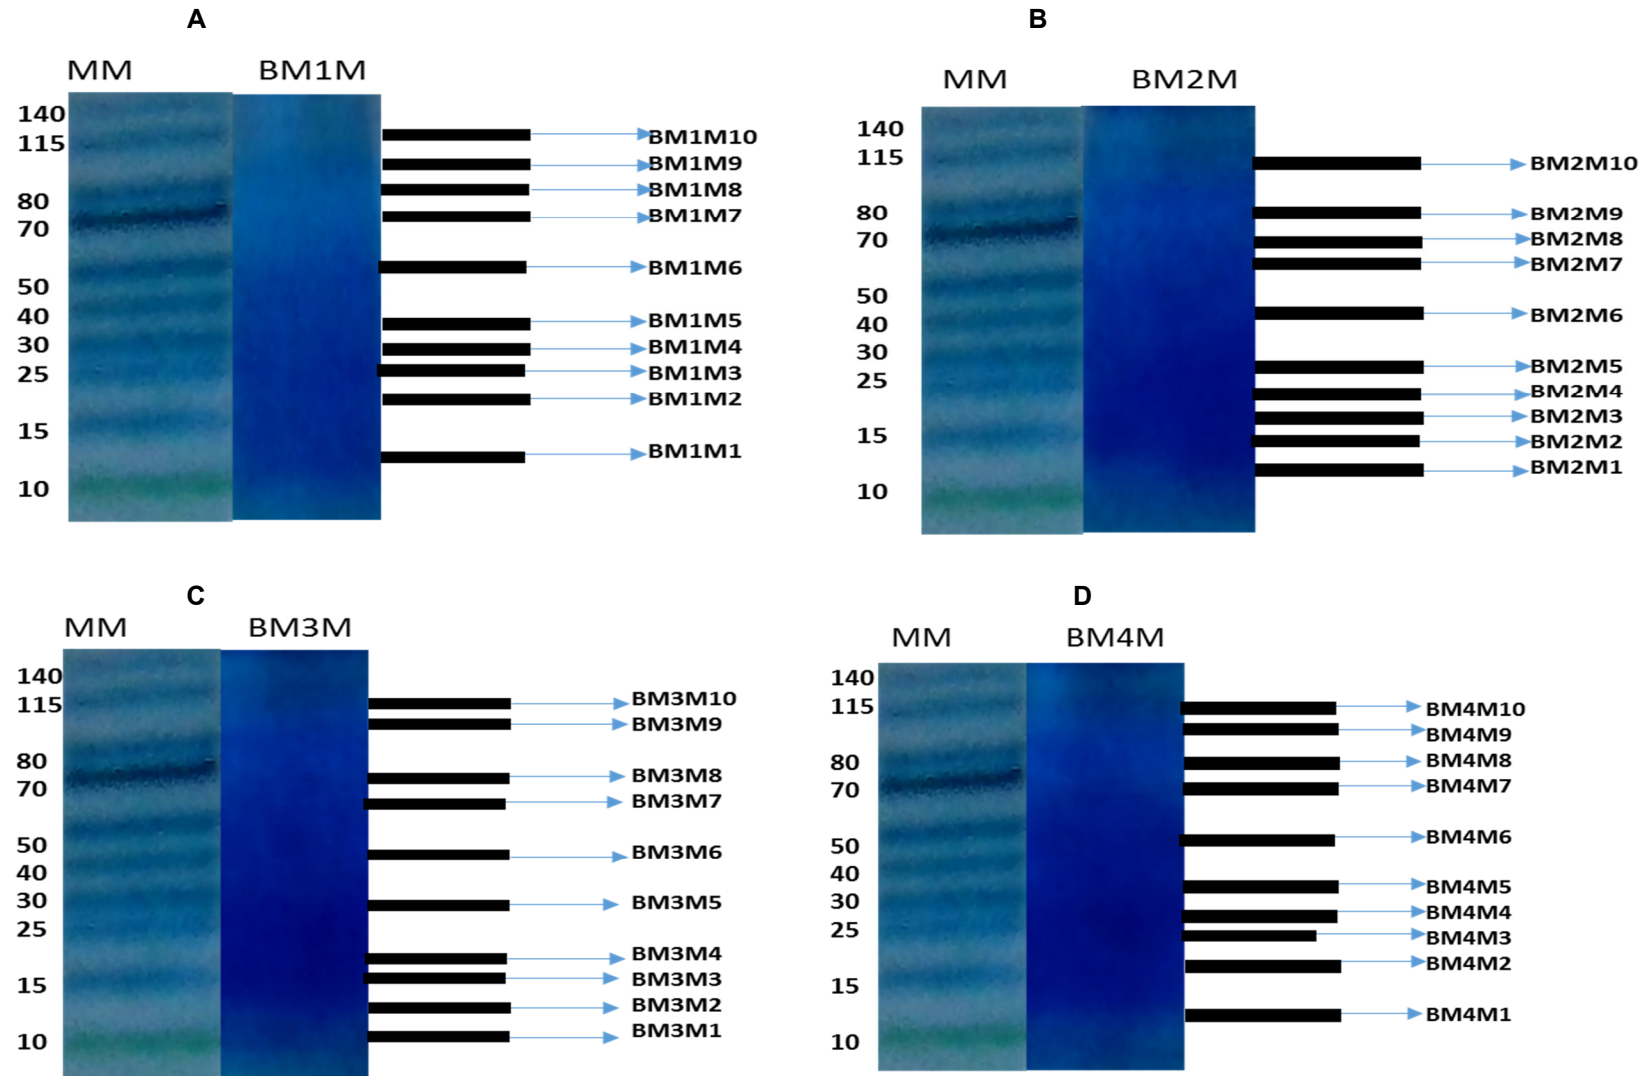 A
MM BM1M
140
115
80
70
50
40
30
25
15
10
BM1M10
BM1M9
BM1M8
BM1M7
BM1M6
BM1M5
BM1M4
BM1M3
BM1M2
BM1M1
B
MM BM2M
140
115
80
70
50
40
30
25
15
10
BM2M10
BM2M9
BM2M8
BM2M7
BM2M6
BM2M5
BM2M4
BM2M3
BM2M2
BM2M1
C
MM BM3M
140
115
80
70
50
40
30
25
15
10
BM3M10
BM3M9
BM3M8
BM3M7
BM3M6
BM3M5
BM3M4
BM3M3
BM3M2
BM3M1
D
MM BM4M
140
115
80
70
50
40
30
25
15
10
BM4M10
BM4M9
BM4M8
BM4M7
BM4M6
BM4M5
BM4M4
BM4M3
BM4M2
BM4M1